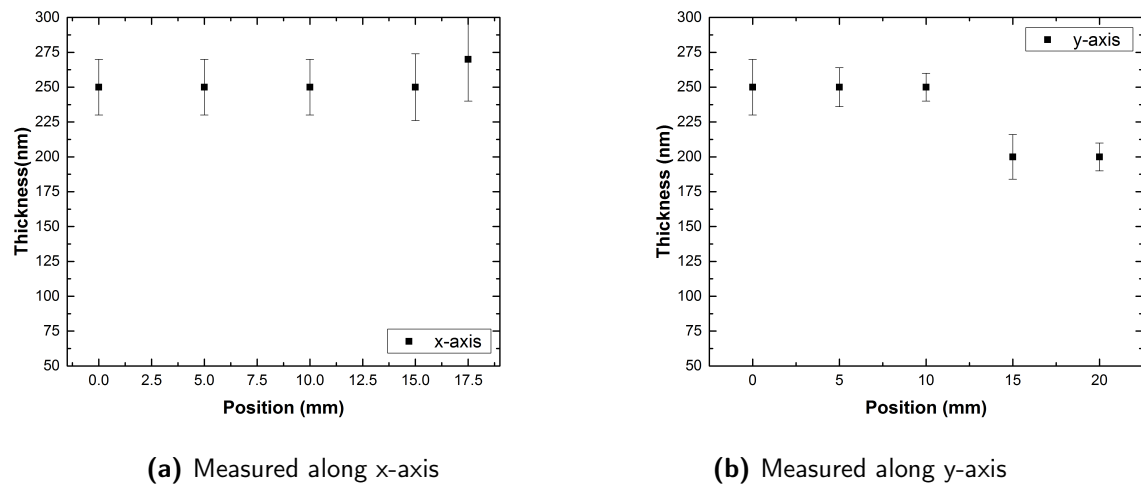 300
275
250
225
200
175
150
125
100
75
50
Thickness(nm)
x-axis
0.0 2.5 5.0 7.5 10.0 12.5 15.0 17.5
Position (mm)
(a) Measured along x-axis
300
275
250
225
200
175
150
125
100
75
50
Thickness (nm)
y-axis
0 5 10 15 20
Position (mm)
(b) Measured along y-axis